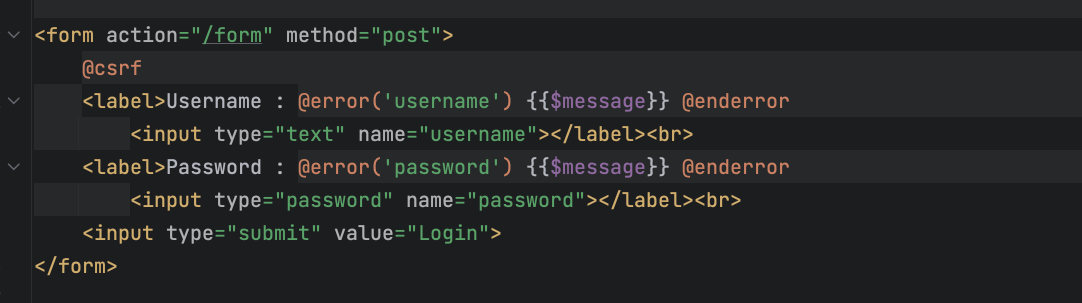 <form action="/form" method="post">
    @csrf
    <label>Username : @error('username') {{$message}} @enderror
        <input type="text" name="username"></label><br>
    <label>Password : @error('password') {{$message}} @enderror
        <input type="password" name="password"></label><br>
    <input type="submit" value="Login">
</form>